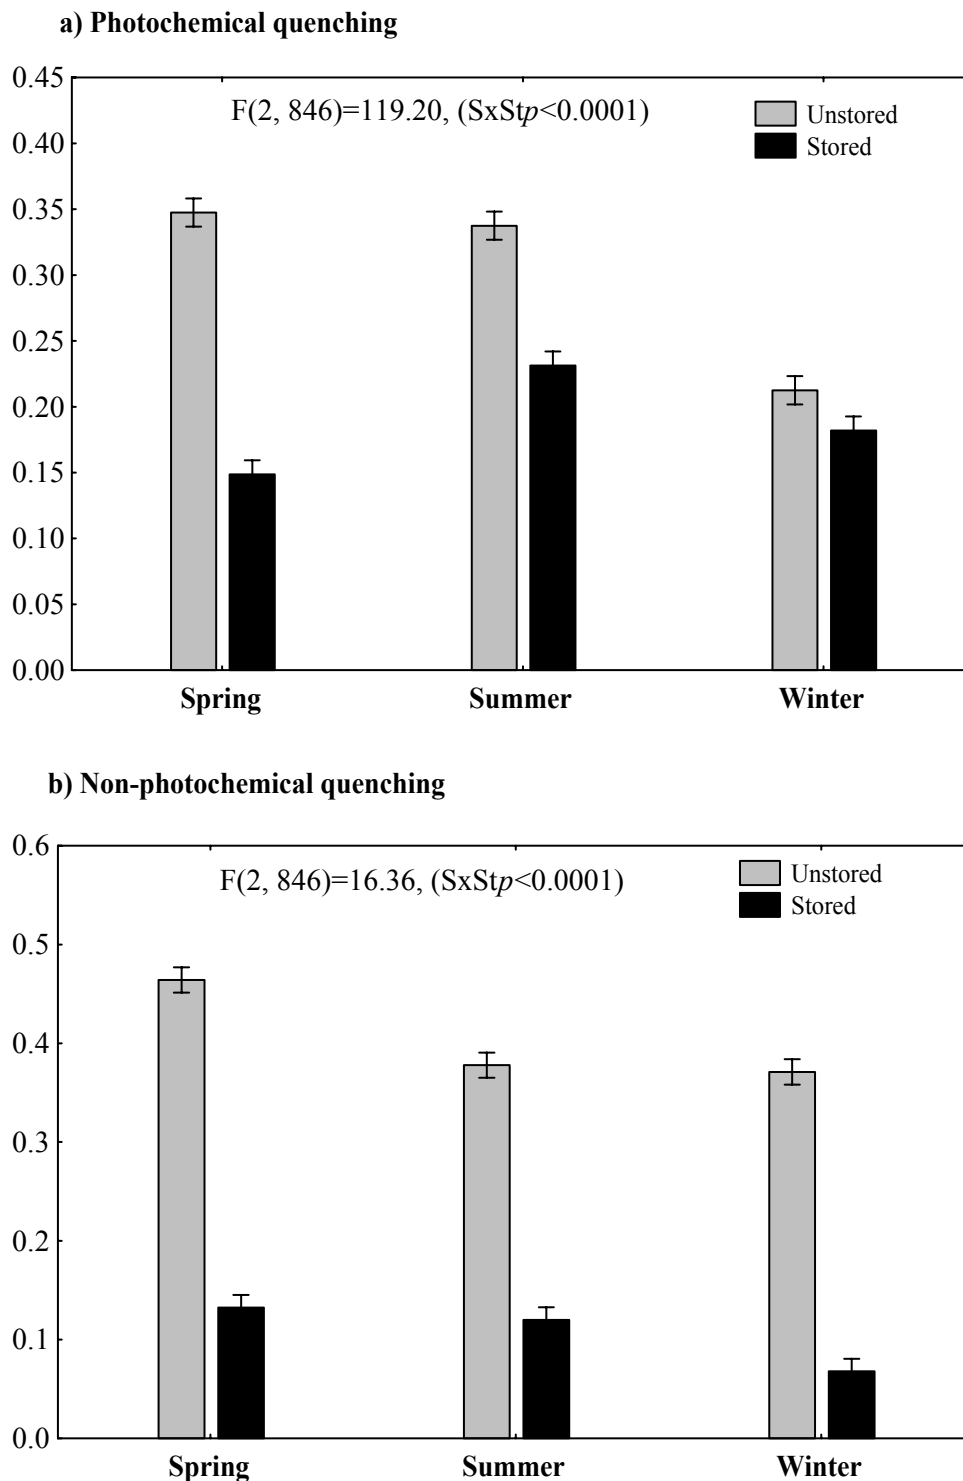 a) Photochemical quenching
0.45
F(2, 846)=119.20, (SxStp<0.0001)
Unstored
0.40
Stored
0.35
0.30
0.25
0.20
0.15
0.10
0.05
0.00
Spring Summer Winter
b) Non-photochemical quenching
0.6
F(2, 846)=16.36, (SxStp<0.0001)
Unstored
Stored
0.5
0.4
0.3
0.2
0.1
0.0
Spring Summer Winter